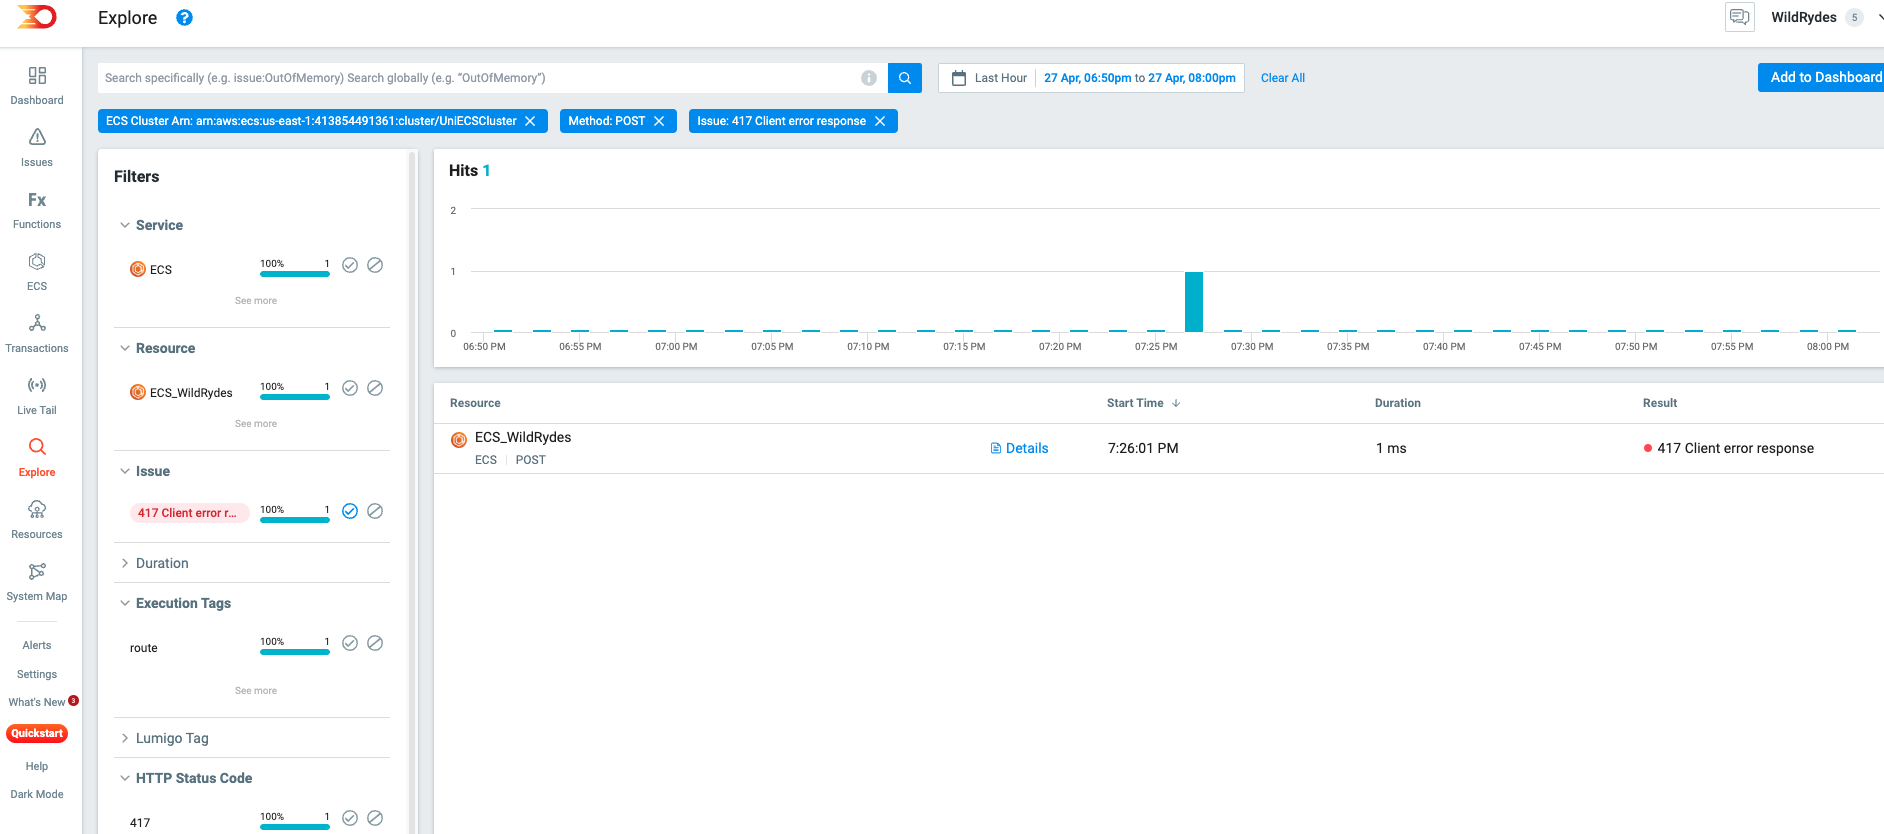 Explore ?
WildRydes 5
Search specifically (e.g. issue:OutOfMemory) Search globally (e.g. “OutOfMemory”)
Last Hour 27 Apr, 06:50pm to 27 Apr, 08:00pm Clear All
Add to Dashboard
ECS Cluster Arn: arn:aws:ecs:us-east-1:413854491361:cluster/UniECSCluster
Method: POST
Issue: 417 Client error response
Dashboard
Issues
Fx
Functions
ECS
Transactions
Live Tail
Explore
Resources
System Map
Alerts
Settings
What's New 3
Quickstart
Help
Dark Mode
Filters
Service
ECS 100% 1
See more
Resource
ECS_WildRydes 100% 1
See more
Issue
417 Client error r... 100% 1
Duration
Execution Tags
route 100% 1
See more
Lumigo Tag
HTTP Status Code
417 100% 1
Hits 1
2
1
0
06:50 PM 06:55 PM 07:00 PM 07:05 PM 07:10 PM 07:15 PM 07:20 PM 07:25 PM 07:30 PM 07:35 PM 07:40 PM 07:45 PM 07:50 PM 07:55 PM 08:00 PM
Resource Start Time Duration Result
ECS_WildRydes
ECS POST
Details 7:26:01 PM 1 ms 417 Client error response